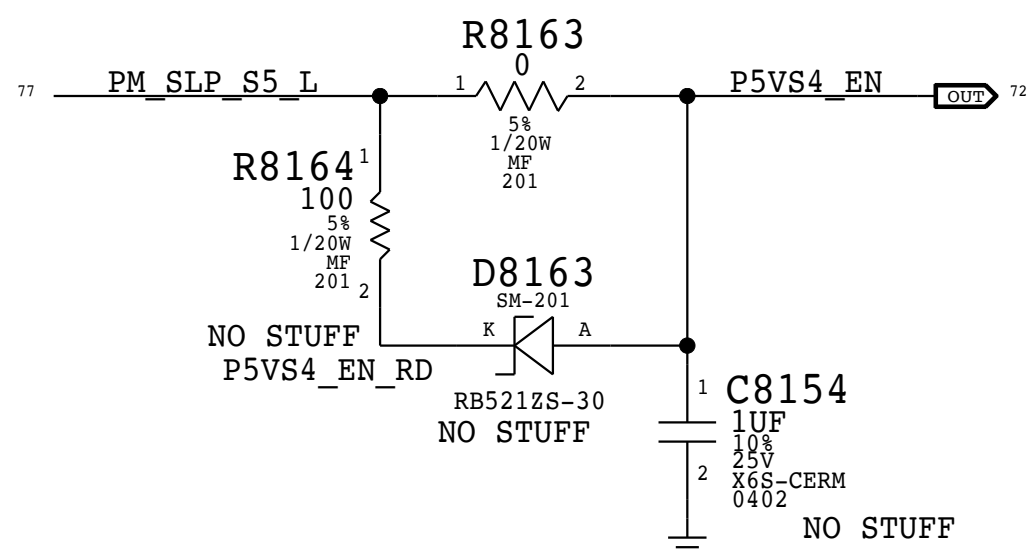 R8163
0
77 PM_SLP_S5_L 1 2 P5VS4_EN OUT 72
5%
1/20W
MF
201
R8164 1
100
5%
1/20W
MF
201 2
D8163
SM-201
K A
NO STUFF
P5VS4_EN_RD
RB521ZS-30
NO STUFF
1 C8154
1UF
10%
25V
2 X6S-CERM
0402
NO STUFF